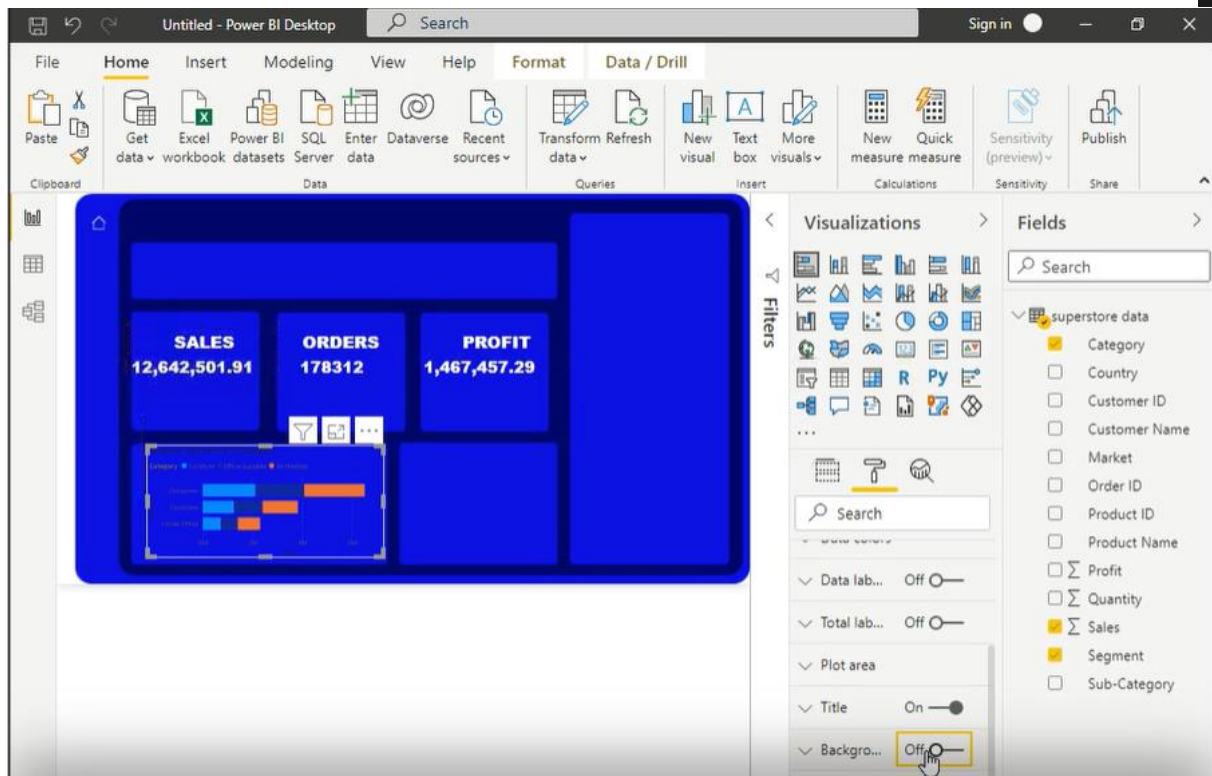 Untitled - Power BI Desktop
Search
Sign in
File Home Insert Modeling View Help Format Data / Drill
Paste
Get data
Excel workbook
Power BI datasets
SQL Server
Enter data
Dataverse
Recent sources
Transform data
Refresh
New visual
Text box
More visuals
New measure
Quick measure
Sensitivity (preview)
Publish
Clipboard
Data
Queries
Insert
Calculations
Sensitivity
Share
SALES
12,642,501.91
ORDERS
178312
PROFIT
1,467,457.29
Category
Filters
Visualizations
R
Py
...
Search
Data colors
Data lab... Off
Total lab... Off
Plot area
Title On
Backgro... Off
Fields
Search
superstore data
Category
Country
Customer ID
Customer Name
Market
Order ID
Product ID
Product Name
Profit
Quantity
Sales
Segment
Sub-Category